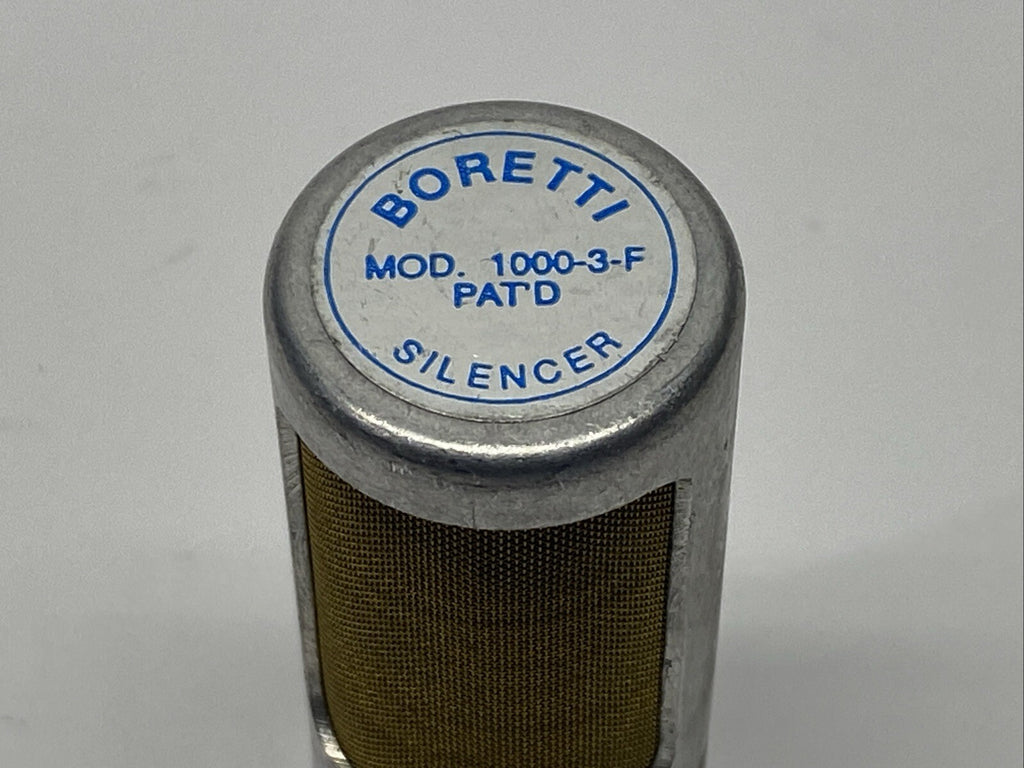 BORETTI
MOD. 1000-3-F
PAT'D
SILENCER